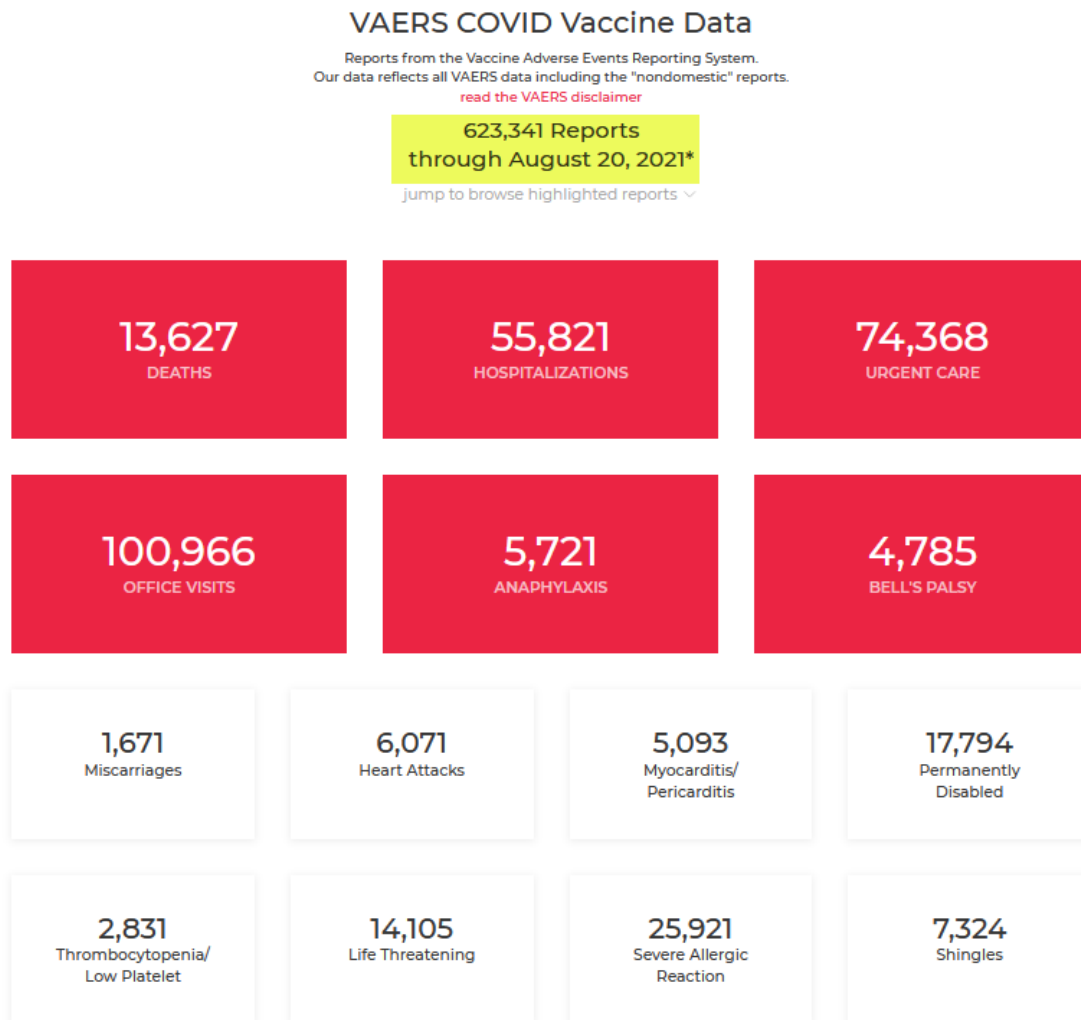 VAERS COVID Vaccine Data
Reports from the Vaccine Adverse Events Reporting System.
Our data reflects all VAERS data including the "nondomestic" reports.
read the VAERS disclaimer
623,341 Reports
through August 20, 2021*
jump to browse highlighted reports
13,627
DEATHS
55,821
HOSPITALIZATIONS
74,368
URGENT CARE
100,966
OFFICE VISITS
5,721
ANAPHYLAXIS
4,785
BELL'S PALSY
1,671
Miscarriages
6,071
Heart Attacks
5,093
Myocarditis/
Pericarditis
17,794
Permanently
Disabled
2,831
Thrombocytopenia/
Low Platelet
14,105
Life Threatening
25,921
Severe Allergic
Reaction
7,324
Shingles